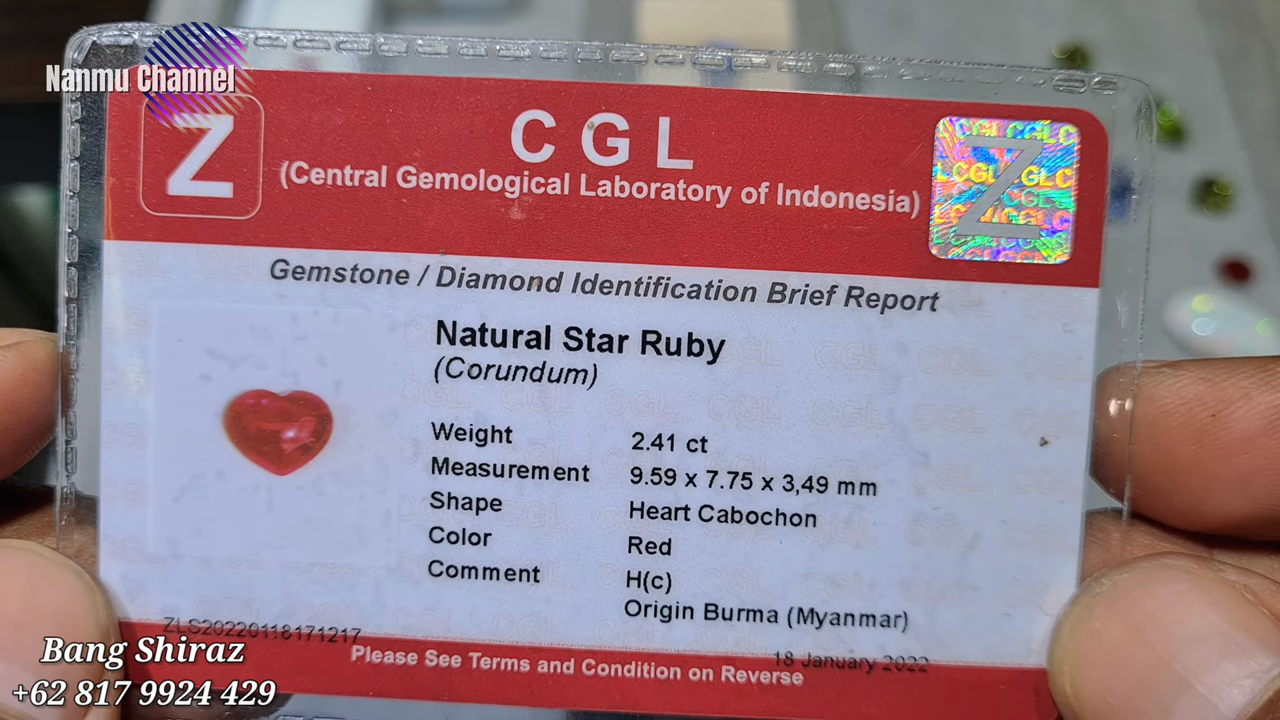 Nanmu Channel
Z
C G L
(Central Gemological Laboratory of Indonesia)
Z
Gemstone / Diamond Identification Brief Report
Natural Star Ruby
(Corundum)
Weight 2.41 ct
Measurement 9.59 x 7.75 x 3,49 mm
Shape Heart Cabochon
Color Red
Comment H(c)
Origin Burma (Myanmar)
ZLS20220118171217
18 January 2022
Please See Terms and Condition on Reverse
Bang Shiraz
+62 817 9924 429